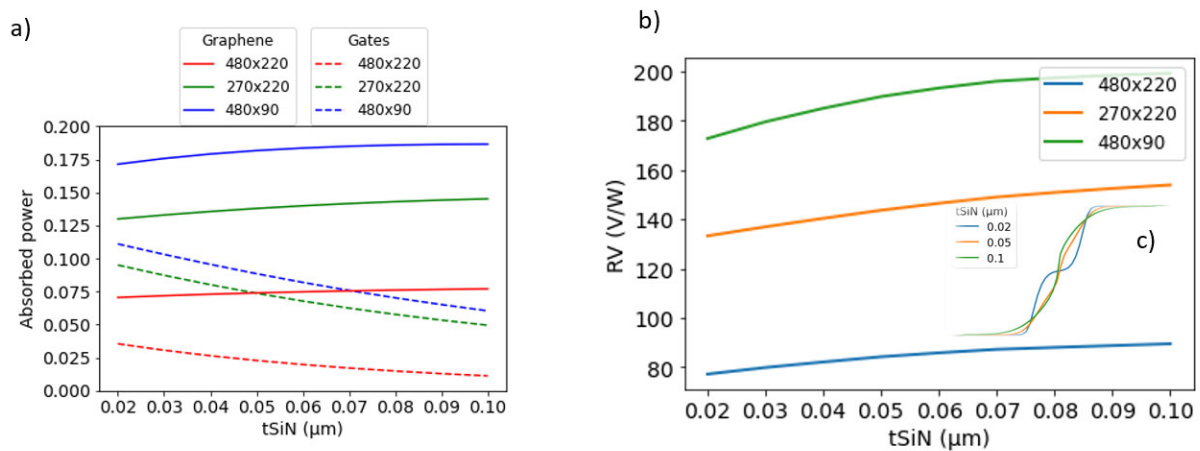 a)
Graphene
480x220
270x220
480x90
Gates
480x220
270x220
480x90
Absorbed power
0.200
0.175
0.150
0.125
0.100
0.075
0.050
0.025
0.000
0.02 0.03 0.04 0.05 0.06 0.07 0.08 0.09 0.10
tSiN (μm)
b)
RV (V/W)
200
180
160
140
120
100
80
480x220
270x220
480x90
tSiN (μm)
0.02
0.05
0.1
c)
0.02 0.03 0.04 0.05 0.06 0.07 0.08 0.09 0.10
tSiN (μm)